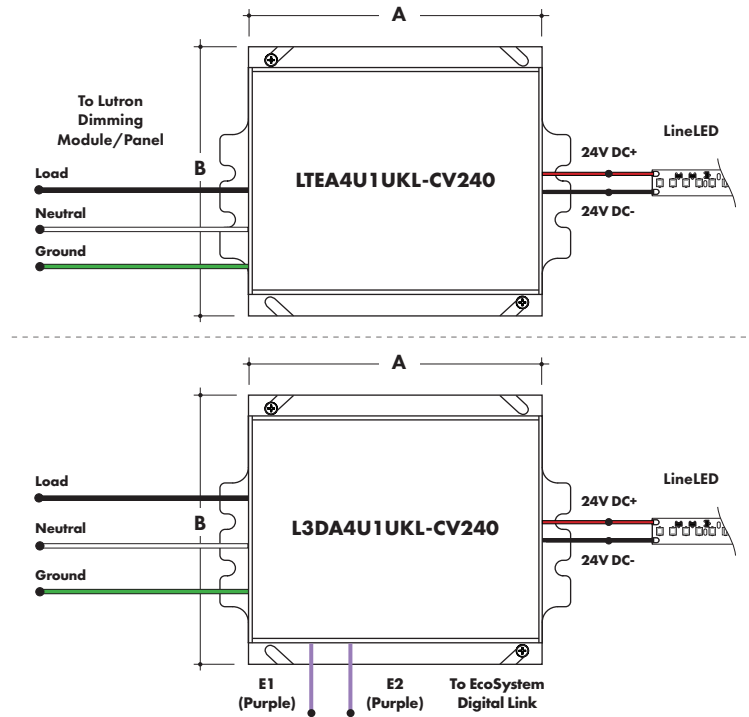 A
To Lutron
Dimming
Module/Panel
LineLED
B
24V DC+
Load
LTEA4U1UKL-CV240
Neutral
24V DC-
Ground
A
Load
LineLED
24V DC+
Neutral
B
L3DA4U1UKL-CV240
24V DC-
Ground
E1
(Purple)
E2
(Purple)
To EcoSystem
Digital Link